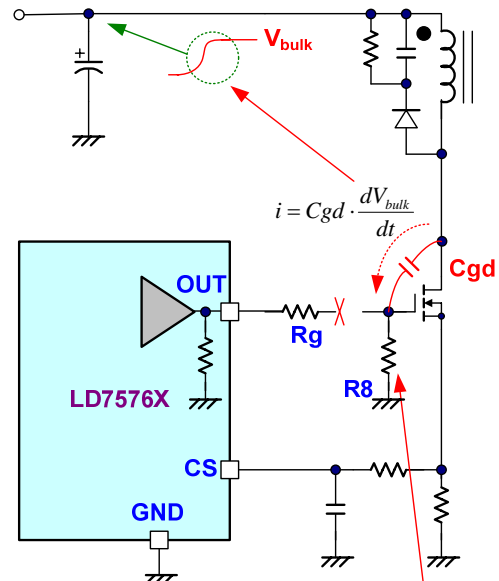 +
Vbulk
i = Cgd · dVbulk/dt
Cgd
OUT
Rg
R8
LD7576X
CS
GND